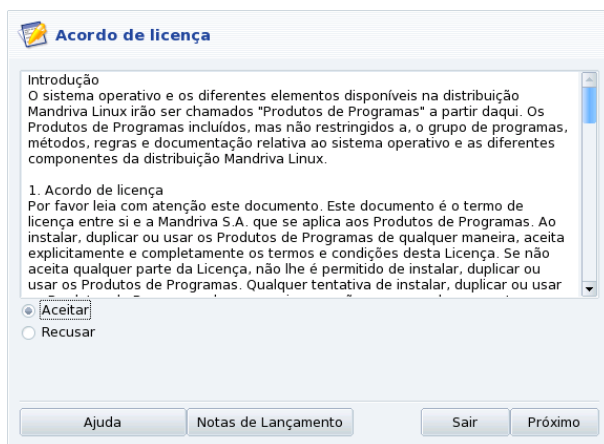 Acordo de licença
Introdução
O sistema operativo e os diferentes elementos disponíveis na distribuição
Mandriva Linux irão ser chamados "Produtos de Programas" a partir daqui. Os
Produtos de Programas incluídos, mas não restringidos a, o grupo de programas,
métodos, regras e documentação relativa ao sistema operativo e as diferentes
componentes da distribuição Mandriva Linux.
1. Acordo de licença
Por favor leia com atenção este documento. Este documento é o termo de
licença entre si e a Mandriva S.A. que se aplica aos Produtos de Programas. Ao
instalar, duplicar ou usar os Produtos de Programas de qualquer maneira, aceita
explicitamente e completamente os termos e condições desta Licença. Se não
aceita qualquer parte da Licença, não lhe é permitido de instalar, duplicar ou
usar os Produtos de Programas. Qualquer tentativa de instalar, duplicar ou usar
Aceitar
Recusar
Ajuda
Notas de Lançamento
Sair
Próximo